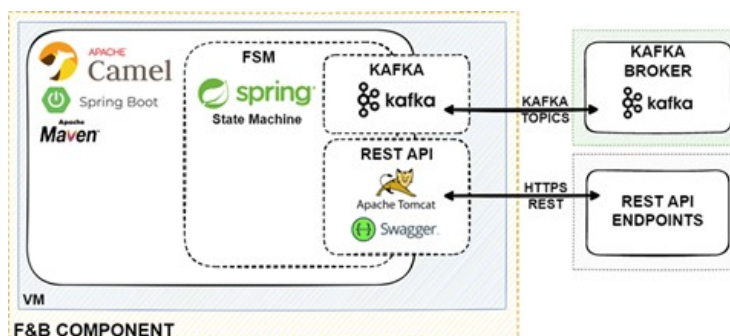 APACHE
Camel
Spring Boot
Apache
Maven
FSM
spring
State Machine
KAFKA
kafka
REST API
Apache Tomcat
Swagger.
KAFKA
TOPICS
HTTPS
REST
KAFKA
BROKER
kafka
REST API
ENDPOINTS
VM
F&B COMPONENT